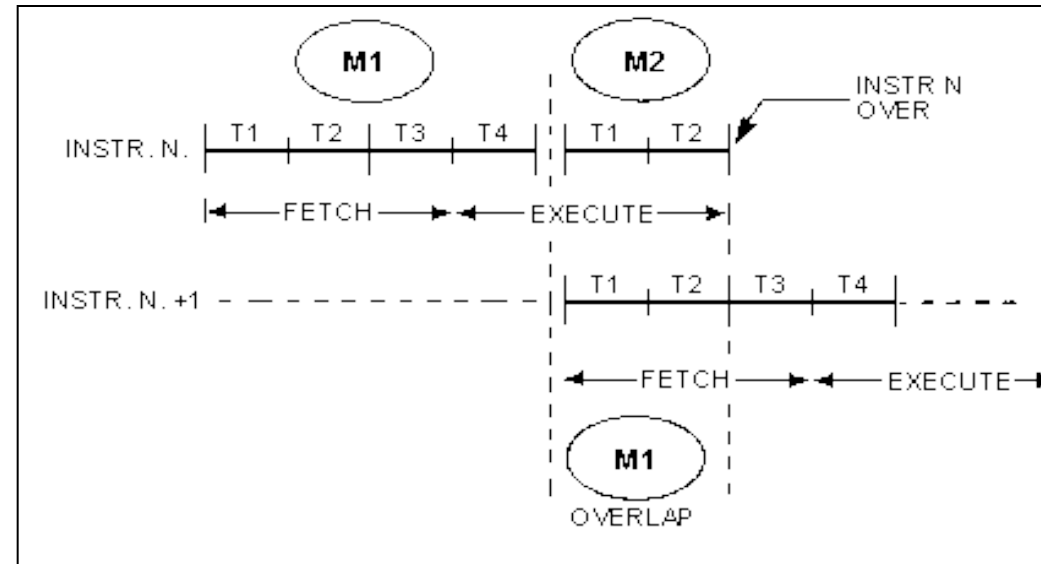 M1
M2
INSTR N
OVER
INSTR. N.
T1 T2 T3 T4 T1 T2
FETCH EXECUTE
INSTR. N. +1
T1 T2 T3 T4
FETCH EXECUTE
M1
OVERLAP